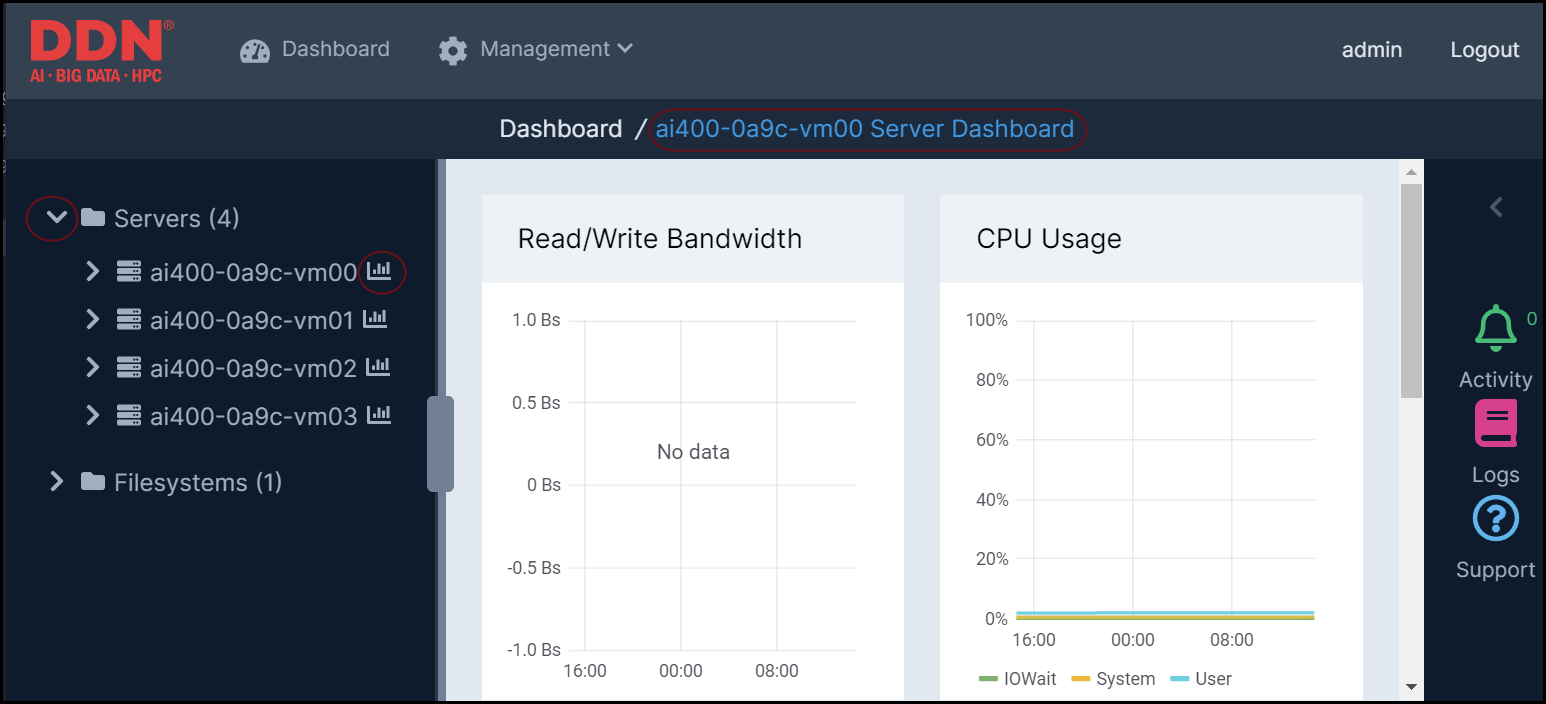 DDN®
AI · BIG DATA · HPC
Dashboard
Management
admin
Logout
Dashboard / ai400-0a9c-vm00 Server Dashboard
Servers (4)
ai400-0a9c-vm00
ai400-0a9c-vm01
ai400-0a9c-vm02
ai400-0a9c-vm03
Filesystems (1)
Read/Write Bandwidth
1.0 Bs
0.5 Bs
No data
0 Bs
-0.5 Bs
-1.0 Bs
16:00 00:00 08:00
CPU Usage
100%
80%
60%
40%
20%
0%
16:00 00:00 08:00
IOWait System User
0
Activity
Logs
Support